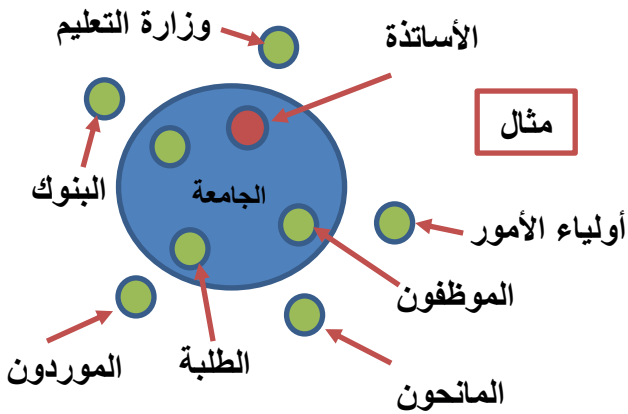 وزارة التعليم
الأساتذة
مثال
البنوك
الجامعة
أولياء الأمور
الموظفون
الطلبة
الموردون
المانحون